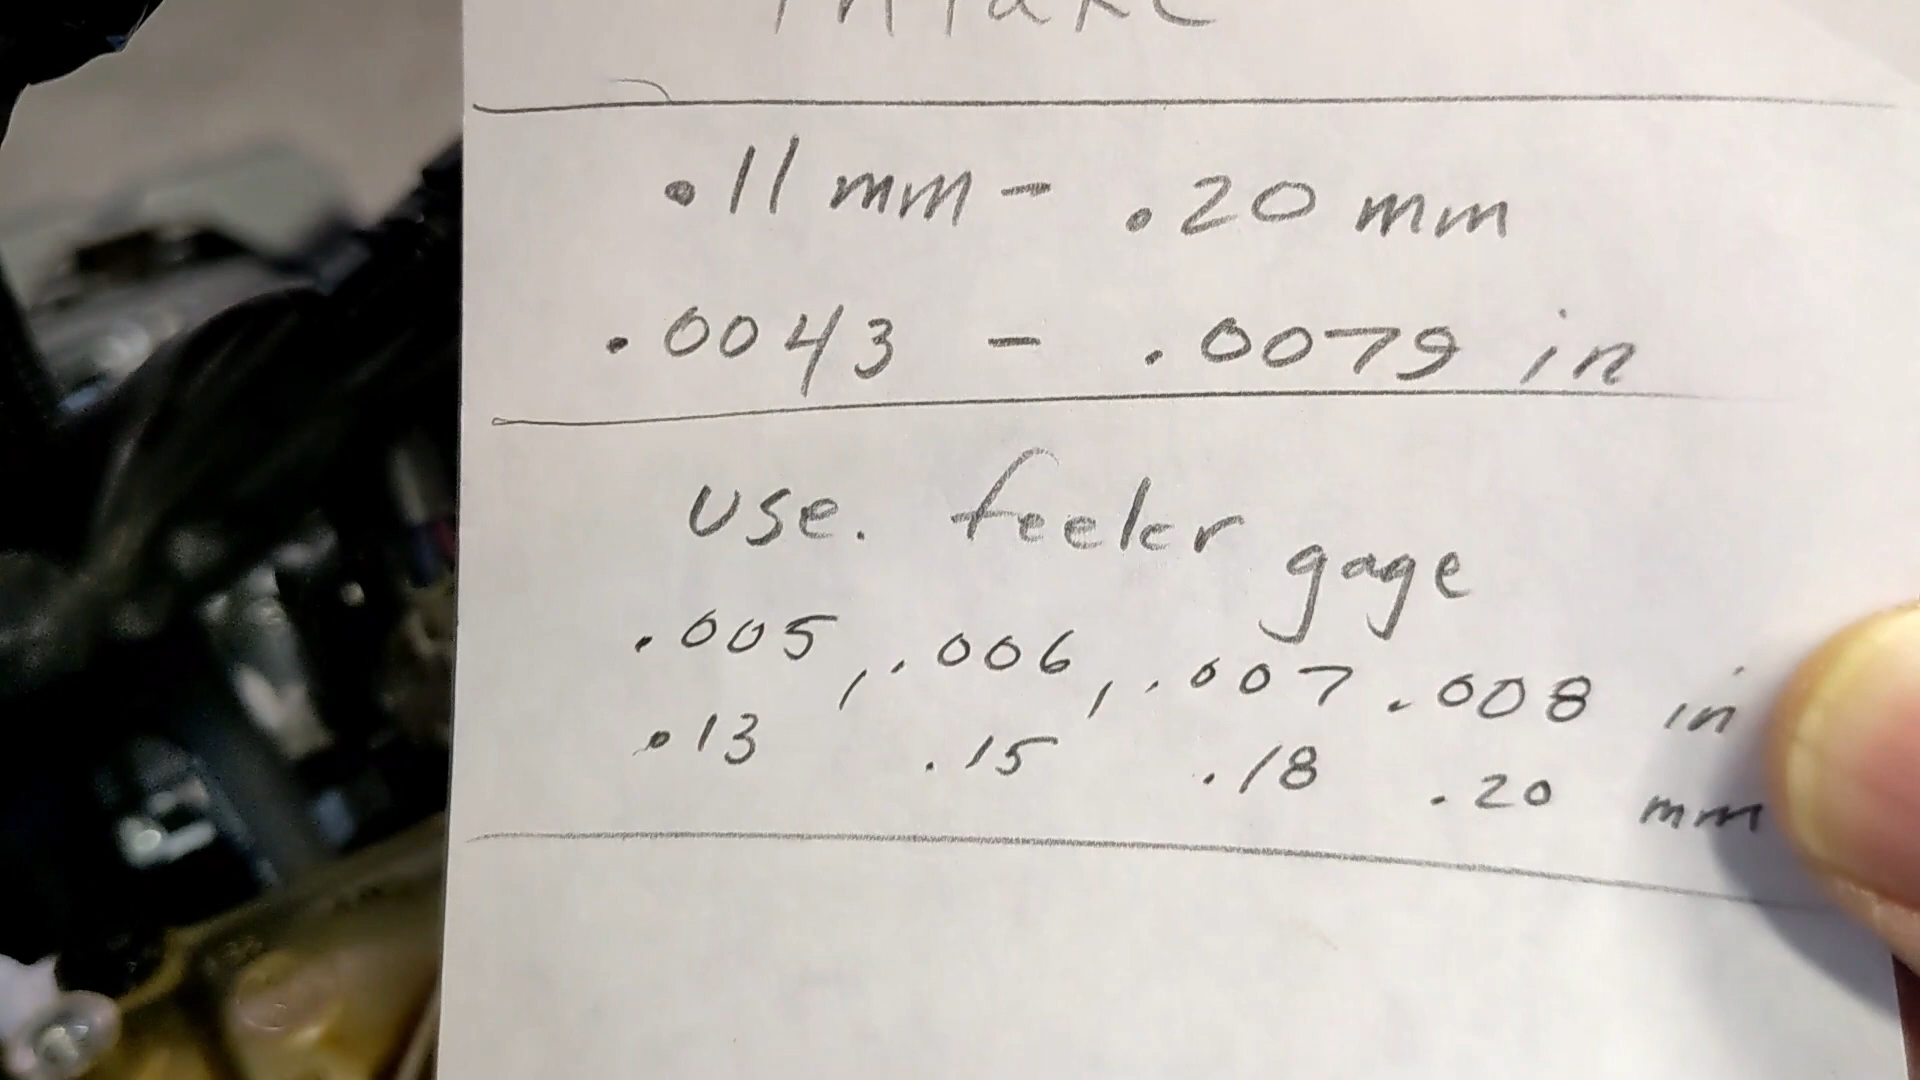 Intake
.11 mm - .20 mm
.0043 - .0079 in
use. feeler gage
.005, .006, .007 .008 in
.13 .15 .18 .20 mm